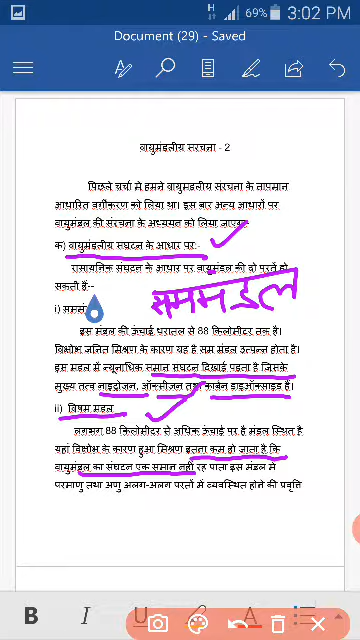 H
69% 3:02 PM
Document (29) - Saved
वायुमंडलीय संरचना - 2
पिछले चर्चा मे हमने वायुमंडलीय संरचना के तापमान
आधारित वर्गीकरण को लिया था। इस बार अन्य आधारों पर
वायुमंडल की संरचना के अध्ययन को लिया जाएगा
क) वायुमंडलीय संघटन के आधार पर:-
रासायनिक संघटन के आधार पर वायुमंडल की दो परतें हो
सकती हैं--
सममंडल
i) सममं
इस मंडल की ऊंचाई धरातल से 88 किलोमीटर तक है।
विक्षोभ जनित मिश्रण के कारण यह है सम मंडल उत्पन्न होता है।
इस मंडल में न्यूनाधिक समान संघटन दिखाई पड़ता है जिसके
मुख्य तत्व नाइट्रोजन, ऑक्सीजन तथा कार्बन डाइऑक्साइड हैं।
ii) विषम मंडल
लगभग 88 किलोमीटर से अधिक ऊंचाई पर है मंडल स्थित है
यहां विक्षोभ के कारण हुआ मिश्रण इतना कम हो जाता है कि
वायुमंडल का संघटन एक समान नहीं रह पाता इस मंडल मे
परमाणु तथा अणु अलग-अलग परतों में व्यवस्थित होने की प्रवृत्ति
B I U A